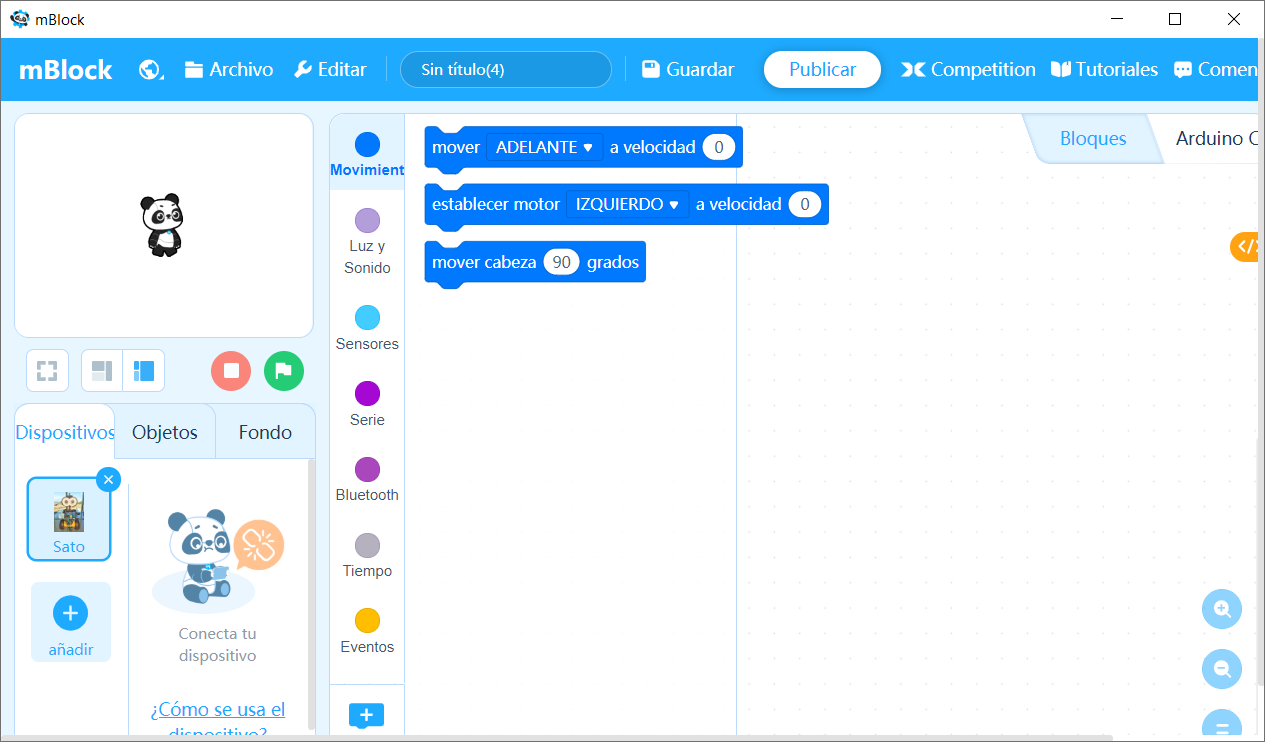 mBlock
mBlock Archivo Editar Sin título(4) Guardar Publicar Competition Tutoriales Comen
Bloques Arduino C
mover ADELANTE a velocidad 0
establecer motor IZQUIERDO a velocidad 0
mover cabeza 90 grados
Movimient
Luz y
Sonido
Sensores
Serie
Bluetooth
Tiempo
Eventos
Dispositivos Objetos Fondo
Sato
añadir
Conecta tu
dispositivo
¿Cómo se usa el
dispositivo?